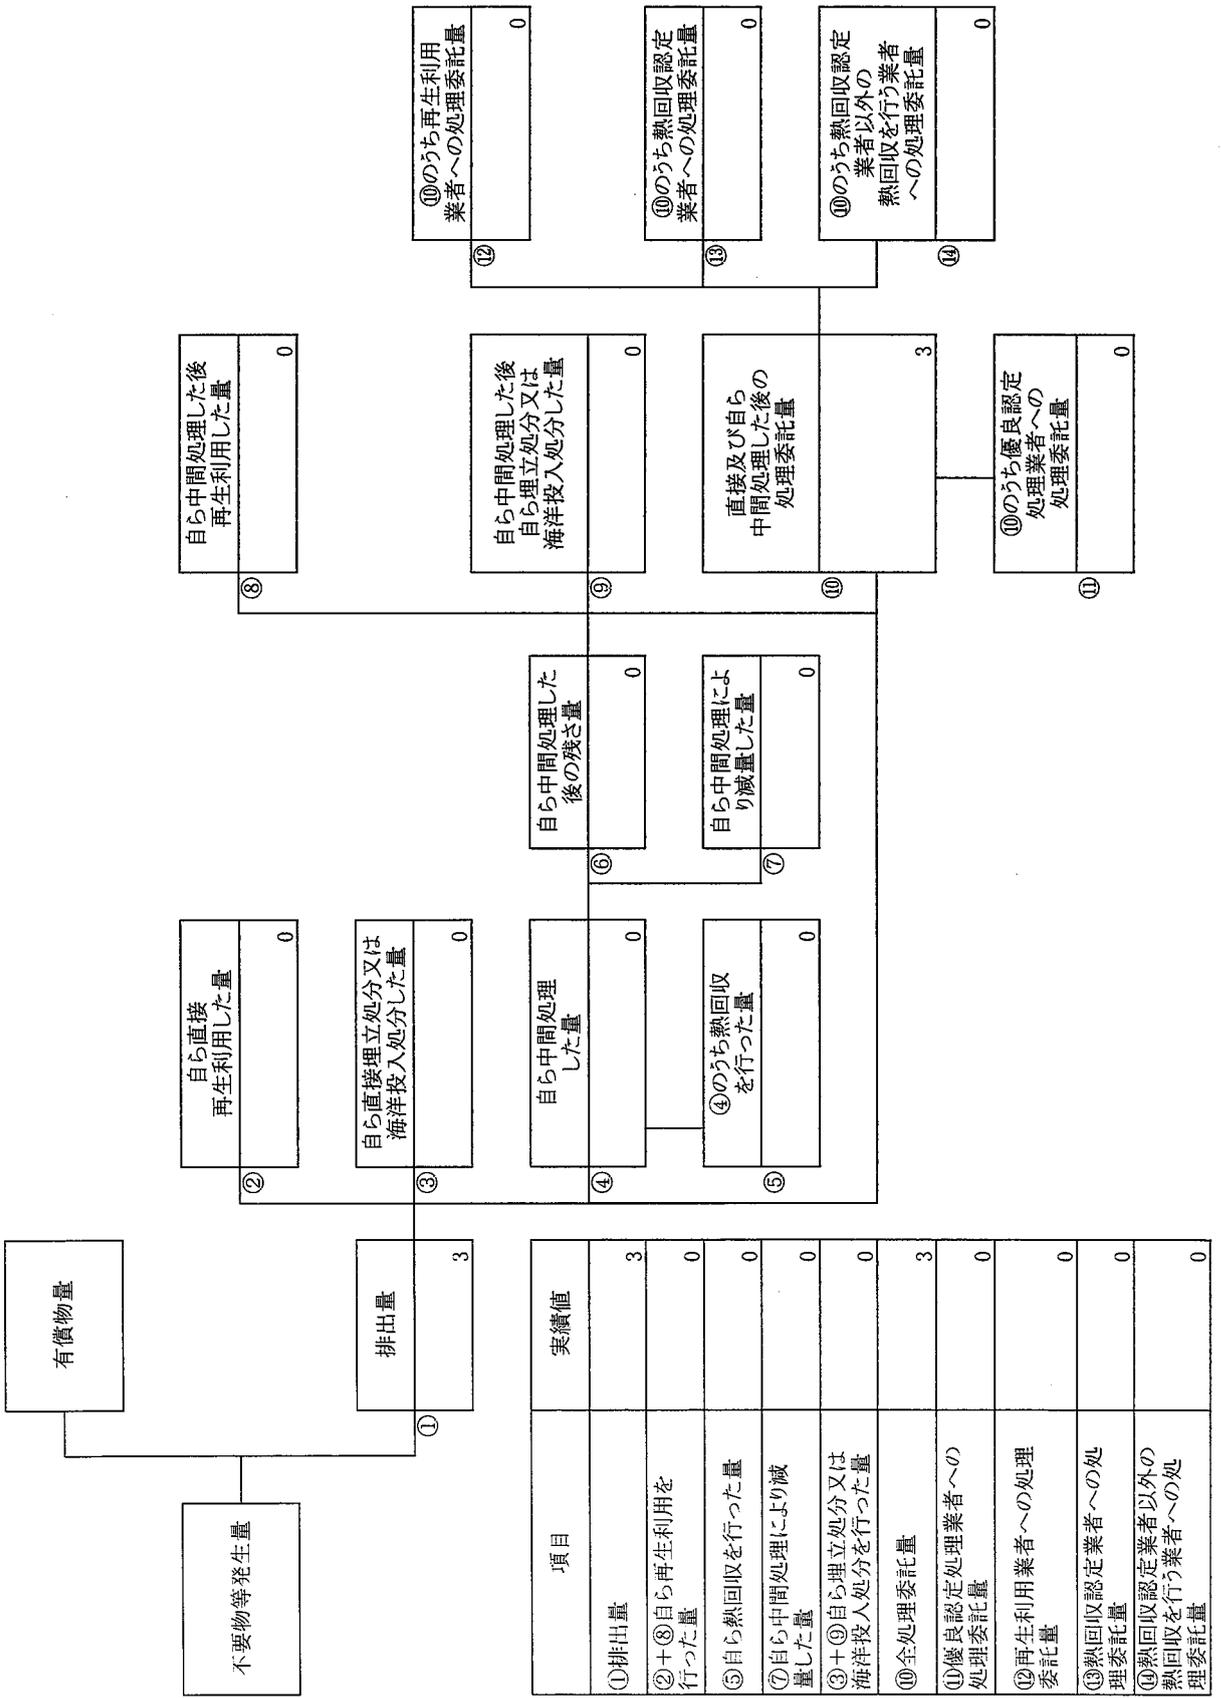 不要物等発生量
有償物量
①
排出量
3
②
自ら直接
再生利用した量
0
③
自ら直接埋立処分又は
海洋投入処分した量
0
④
自ら中間処理
した量
0
⑤
④のうち熱回収
を行った量
0
⑥
自ら中間処理した
後の残さ量
0
⑦
自ら中間処理によ
り減量した量
0
⑧
自ら中間処理した後
再生利用した量
0
⑨
自ら中間処理した後
自ら埋立処分又は
海洋投入処分した量
0
⑩
直接及び自ら
中間処理した後の
処理委託量
3
⑪
⑩のうち優良認定
処理業者への
処理委託量
0
⑫
⑩のうち再生利用
業者への処理委託量
0
⑬
⑩のうち熱回収認定
業者への処理委託量
0
⑭
⑩のうち熱回収認定
業者以外の
熱回収を行う業者
への処理委託量
0
項目 実績値
①排出量 3
②+⑧自ら再生利用を
行った量 0
⑤自ら熱回収を行った量 0
⑦自ら中間処理により減
量した量 0
③+⑨自ら埋立処分又は
海洋投入処分を行った量 0
⑩全処理委託量 3
⑪優良認定処理業者への
処理委託量 0
⑫再生利用業者への処理
委託量 0
⑬熱回収認定業者への処
理委託量 0
⑭熱回収認定業者以外の
熱回収を行う業者への処
理委託量 0